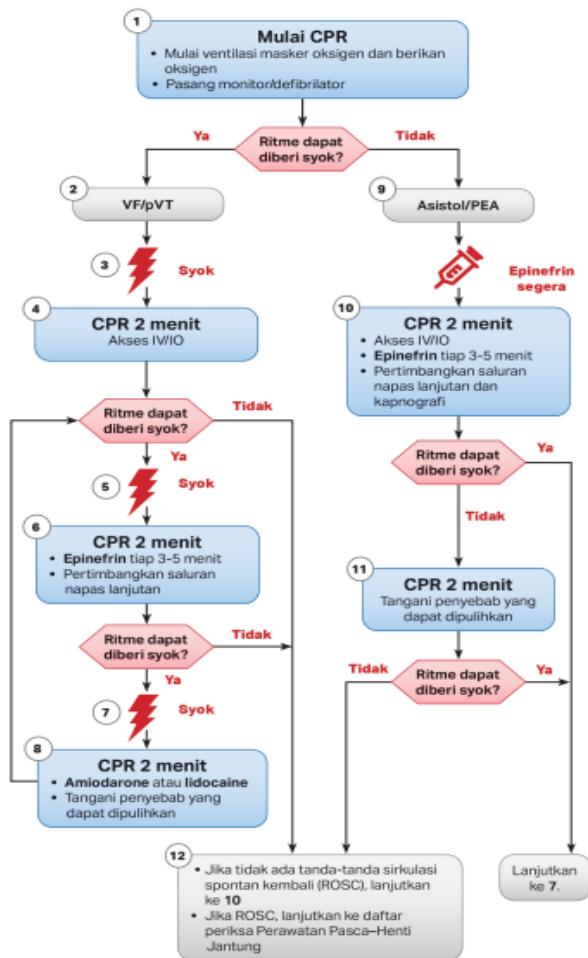 1
Mulai CPR
• Mulai ventilasi masker oksigen dan berikan
oksigen
• Pasang monitor/defibrilator
Ritme dapat
diberi syok?
Ya
Tidak
2
VF/pVT
3
Syok
4
CPR 2 menit
Akses IV/IO
Ritme dapat
diberi syok?
Tidak
Ya
5
Syok
6
CPR 2 menit
• Epinefrin tiap 3-5 menit
• Pertimbangkan saluran
napas lanjutan
Ritme dapat
diberi syok?
Tidak
Ya
7
Syok
8
CPR 2 menit
• Amiodarone atau lidocaine
• Tangani penyebab yang
dapat dipulihkan
9
Asistol/PEA
Epinefrin
segera
10
CPR 2 menit
• Akses IV/IO
• Epinefrin tiap 3-5 menit
• Pertimbangkan saluran
napas lanjutan dan
kapnografi
Ritme dapat
diberi syok?
Ya
Tidak
11
CPR 2 menit
Tangani penyebab yang
dapat dipulihkan
Tidak
Ritme dapat
diberi syok?
Ya
12
• Jika tidak ada tanda-tanda sirkulasi
spontan kembali (ROSC), lanjutkan
ke 10
• Jika ROSC, lanjutkan ke daftar
periksa Perawatan Pasca–Henti
Jantung
Lanjutkan
ke 7.